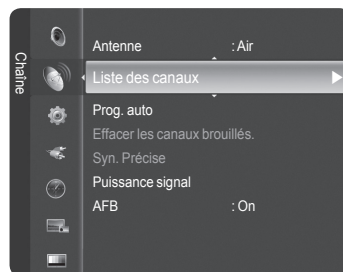 Chaîne
Antenne : Air
Liste des canaux
Prog. auto
Effacer les canaux brouillés.
Syn. Précise
Puissance signal
AFB : On